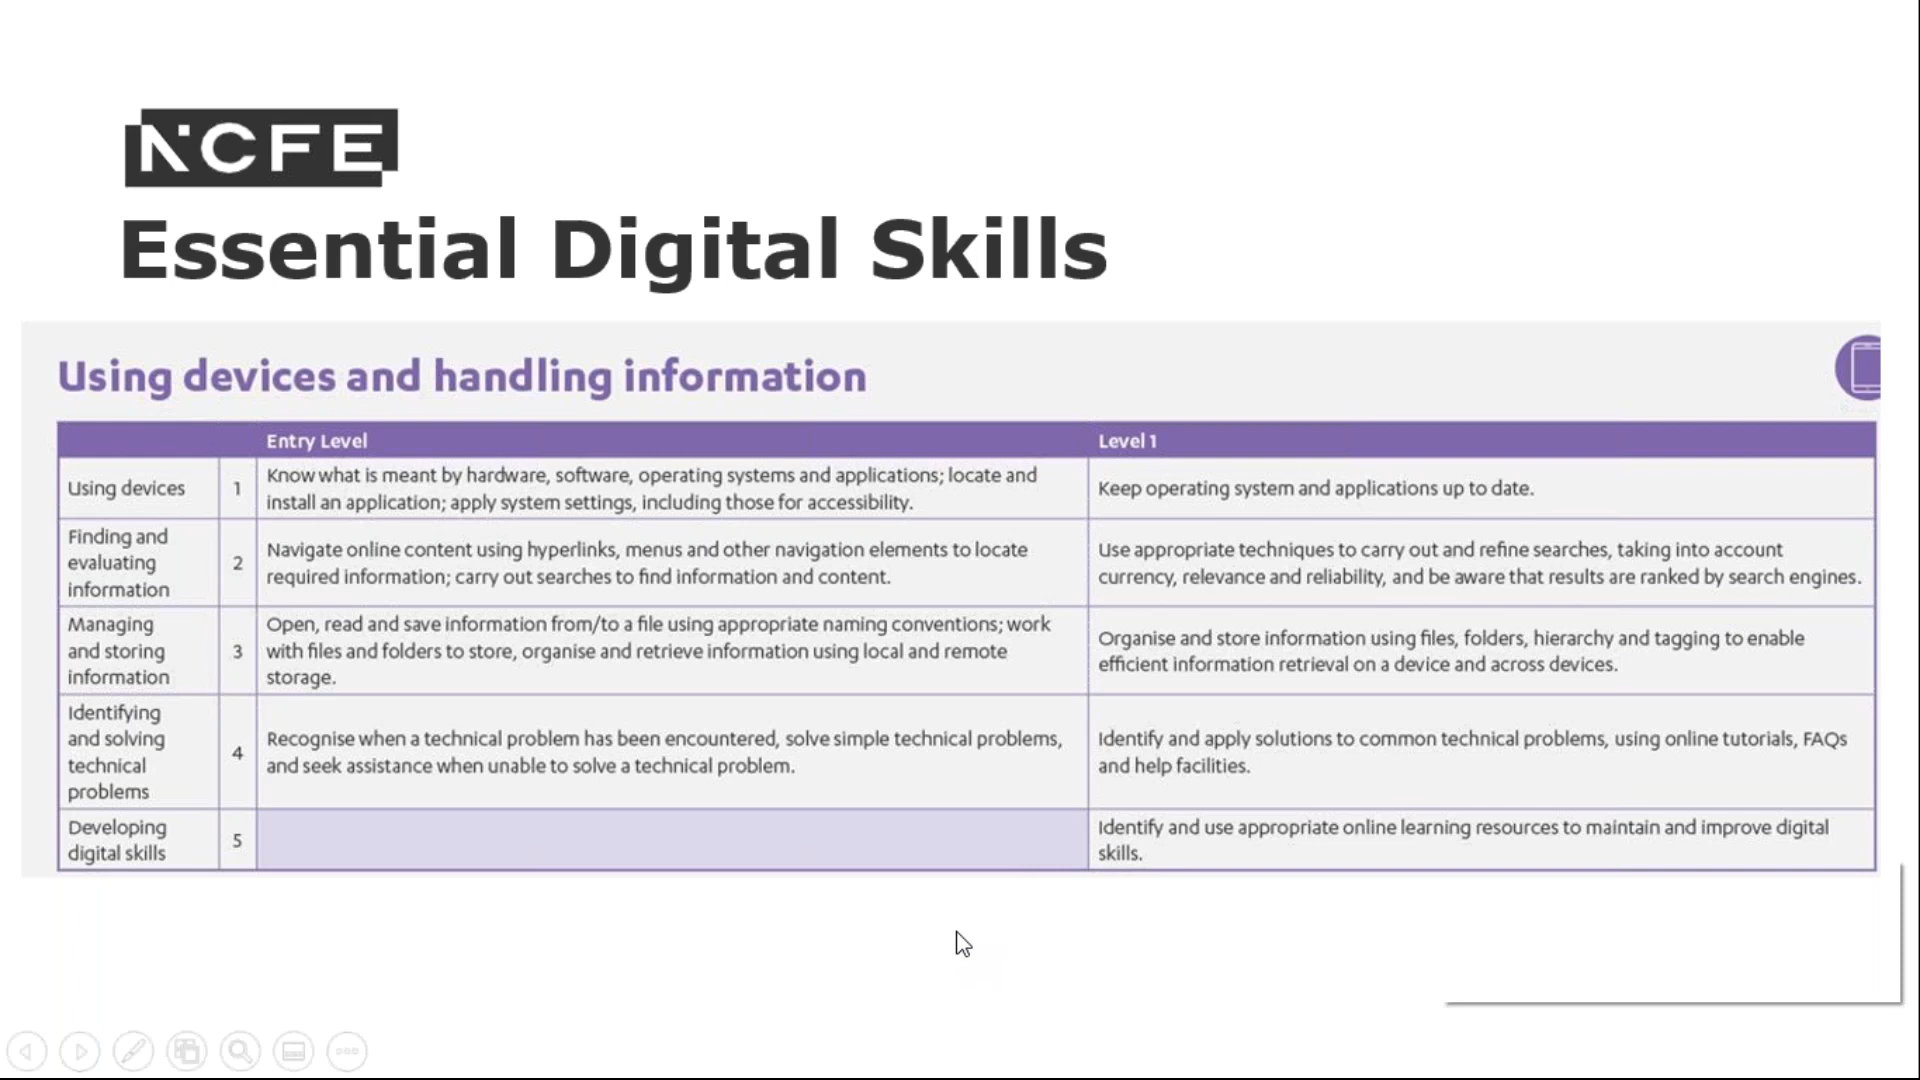 NCFE
Essential Digital Skills
Using devices and handling information
Entry Level
Level 1
Using devices
1
Know what is meant by hardware, software, operating systems and applications; locate and
install an application; apply system settings, including those for accessibility.
Keep operating system and applications up to date.
Finding and
evaluating
information
2
Navigate online content using hyperlinks, menus and other navigation elements to locate
required information; carry out searches to find information and content.
Use appropriate techniques to carry out and refine searches, taking into account
currency, relevance and reliability, and be aware that results are ranked by search engines.
Managing
and storing
information
3
Open, read and save information from/to a file using appropriate naming conventions; work
with files and folders to store, organise and retrieve information using local and remote
storage.
Organise and store information using files, folders, hierarchy and tagging to enable
efficient information retrieval on a device and across devices.
Identifying
and solving
technical
problems
4
Recognise when a technical problem has been encountered, solve simple technical problems,
and seek assistance when unable to solve a technical problem.
Identify and apply solutions to common technical problems, using online tutorials, FAQs
and help facilities.
Developing
digital skills
5
Identify and use appropriate online learning resources to maintain and improve digital
skills.